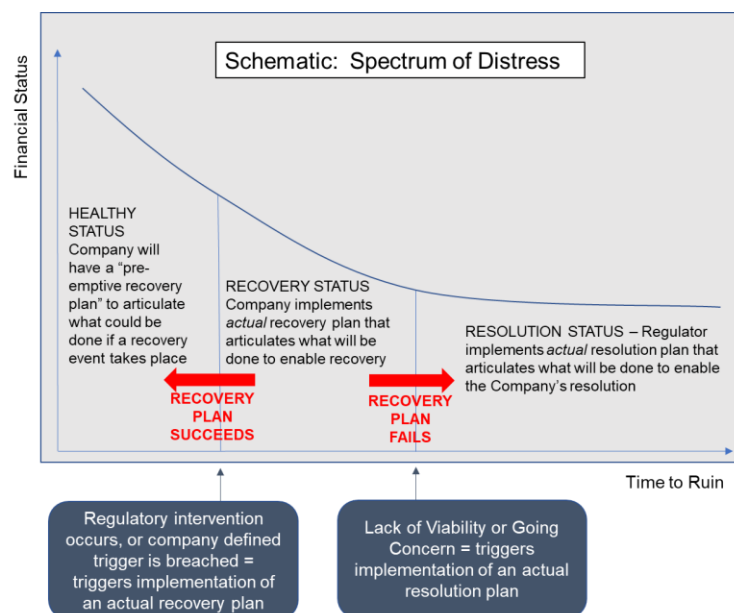 Schematic: Spectrum of Distress
Financial Status
HEALTHY
STATUS
Company will
have a “pre-
emptive recovery
plan” to articulate
what could be
done if a recovery
event takes place
RECOVERY STATUS
Company implements
actual recovery plan that
articulates what will be
done to enable recovery
RESOLUTION STATUS – Regulator
implements actual resolution plan that
articulates what will be done to enable
the Company’s resolution
RECOVERY
PLAN
SUCCEEDS
RECOVERY
PLAN
FAILS
Time to Ruin
Regulatory intervention
occurs, or company defined
trigger is breached =
triggers implementation of
an actual recovery plan
Lack of Viability or Going
Concern = triggers
implementation of an actual
resolution plan